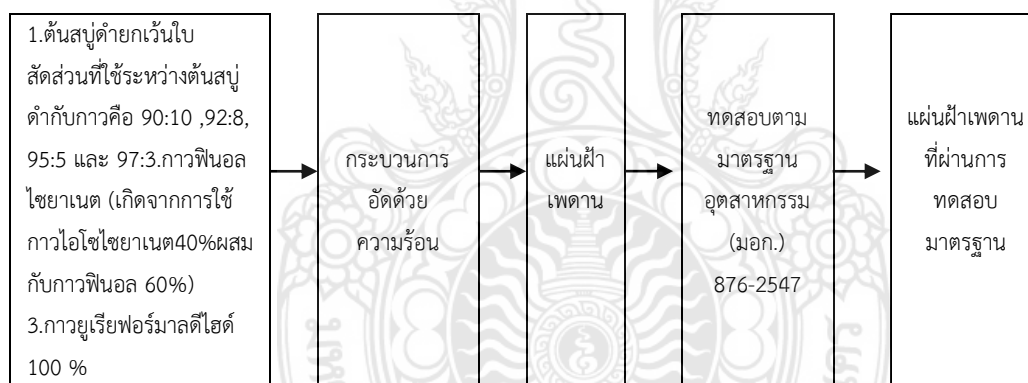 1.ต้นสบู่ดำยกเว้นใบ
สัดส่วนที่ใช้ระหว่างต้นสบู่
ดำกับกาวคือ 90:10 ,92:8,
95:5 และ 97:3.กาวฟินอล
ไซยาเนต (เกิดจากการใช้
กาวไอโซไซยาเนต40%ผสม
กับกาวฟินอล 60%)
3.กาวยูเรียฟอร์มาลดีไฮด์
100 %
กระบวนการ
อัดด้วย
ความร้อน
แผ่นฝ้า
เพดาน
ทดสอบตาม
มาตรฐาน
อุตสาหกรรม
(มอก.)
876-2547
แผ่นฝ้าเพดาน
ที่ผ่านการ
ทดสอบ
มาตรฐาน